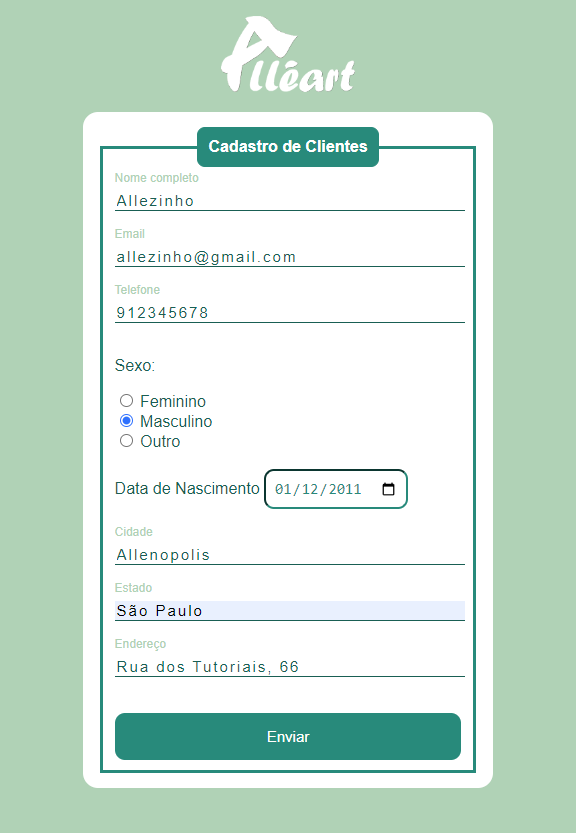 Allêart
Cadastro de Clientes
Nome completo
Allezinho
Email
allezinho@gmail.com
Telefone
912345678
Sexo:
Feminino
Masculino
Outro
Data de Nascimento 01/12/2011
Cidade
Allenopolis
Estado
São Paulo
Endereço
Rua dos Tutoriais, 66
Enviar